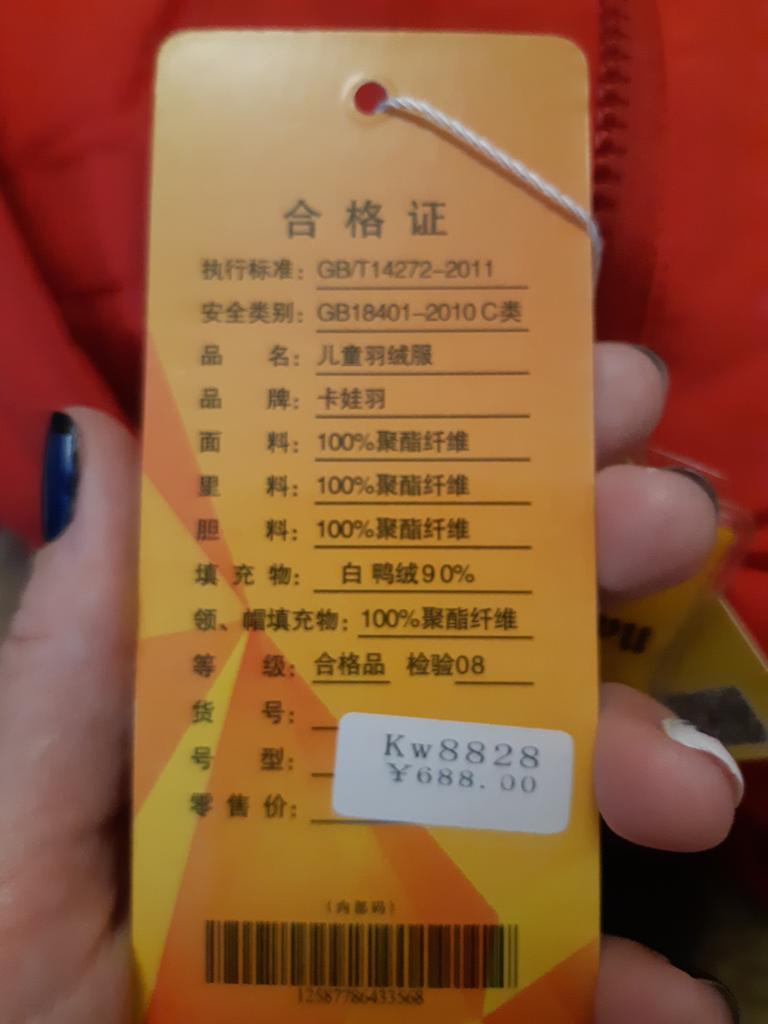 合格证
执行标准：GB/T14272-2011
安全类别：GB18401-2010 C类
品 名：儿童羽绒服
品 牌：卡娃羽
面 料：100%聚酯纤维
里 料：100%聚酯纤维
胆 料：100%聚酯纤维
填 充 物：白 鸭绒90%
领、帽填充物：100%聚酯纤维
等 级：合格品 检验08
货 号：
Kw8828
号 型：
￥688.00
零 售 价：
（内部码）
12587786433568